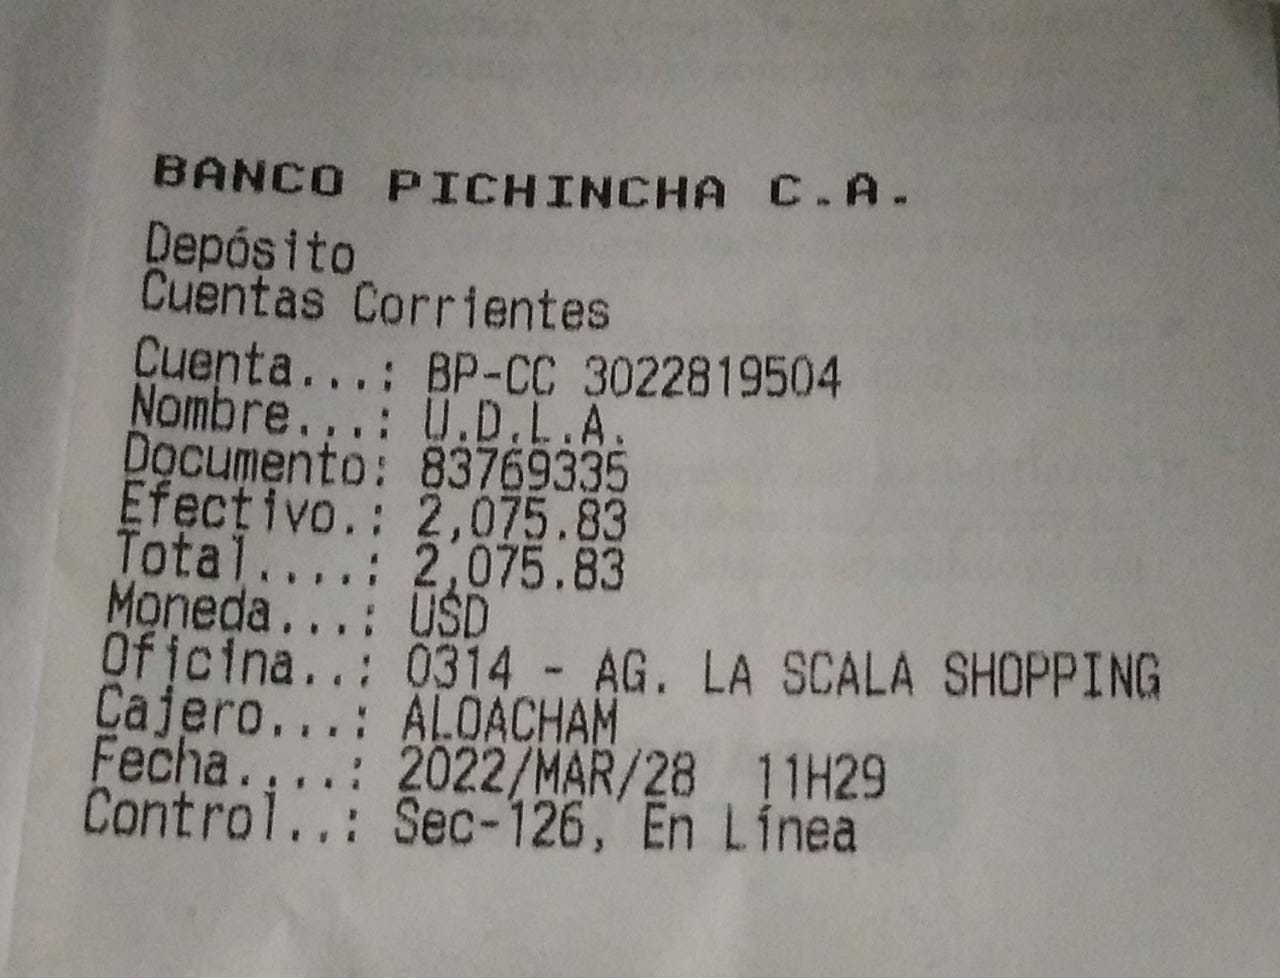 BANCO PICHINCHA C.A.
Depósito
Cuentas Corrientes
Cuenta...: BP-CC 3022819504
Nombre...: U.D.L.A.
Documento: 83769335
Efectivo.: 2,075.83
Total....: 2,075.83
Moneda...: USD
Oficina..: 0314 - AG. LA SCALA SHOPPING
Cajero...: ALOACHAM
Fecha....: 2022/MAR/28 11H29
Control..: Sec-126, En Línea